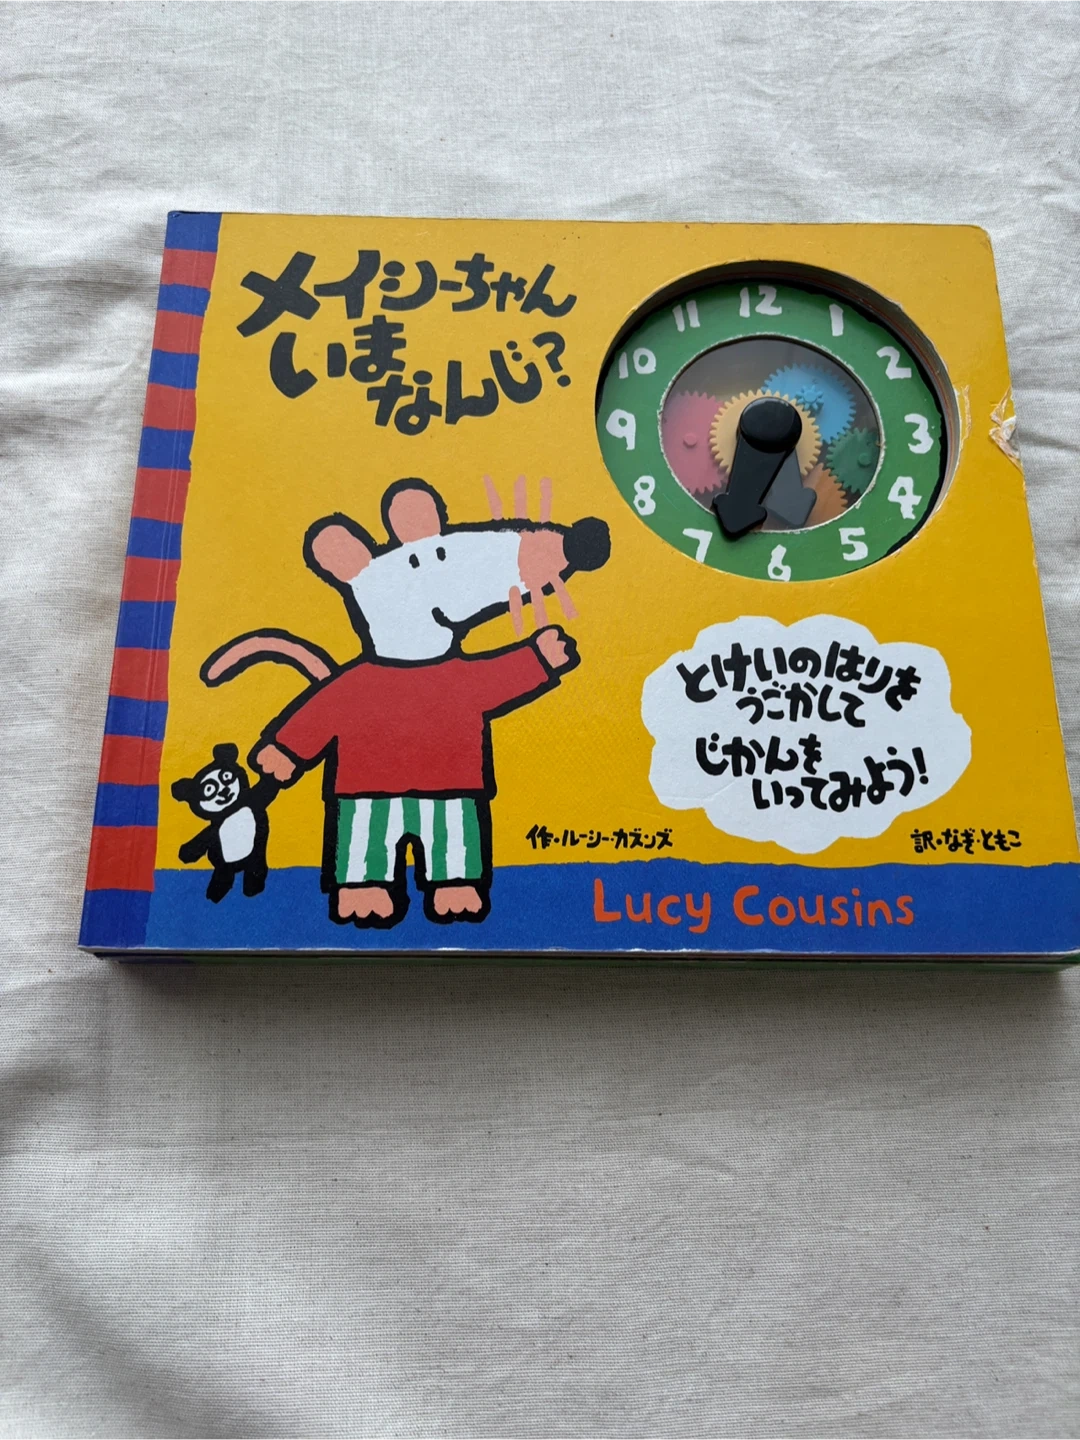 メイシーちゃん
いま
なんじ?
11 12 1
10 2
9 3
8 4
7 6 5
とけいのはりを
うごかして
じかんを
いってみよう!
作・ルーシー・カズンズ
訳・なぎ・ともこ
Lucy Cousins